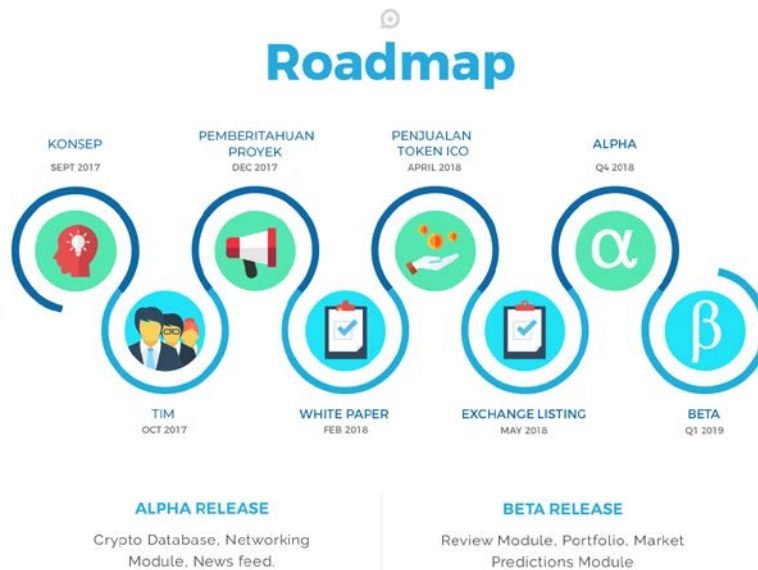 Roadmap
KONSEP
SEPT 2017
PEMBERITAHUAN
PROYEK
DEC 2017
PENJUALAN
TOKEN ICO
APRIL 2018
ALPHA
Q4 2018
α
β
TIM
OCT 2017
WHITE PAPER
FEB 2018
EXCHANGE LISTING
MAY 2018
BETA
Q1 2019
ALPHA RELEASE
Crypto Database, Networking
Module, News feed.
BETA RELEASE
Review Module, Portfolio, Market
Predictions Module